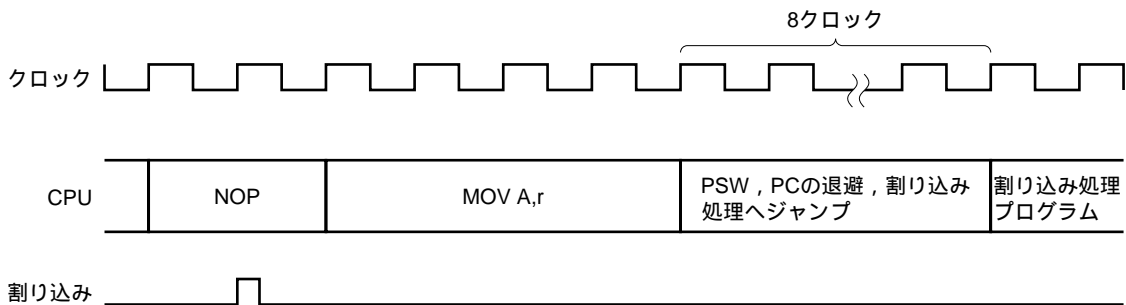 8クロック
クロック
CPU
NOP
MOV A,r
PSW，PCの退避，割り込み
処理へジャンプ
割り込み処理
プログラム
割り込み